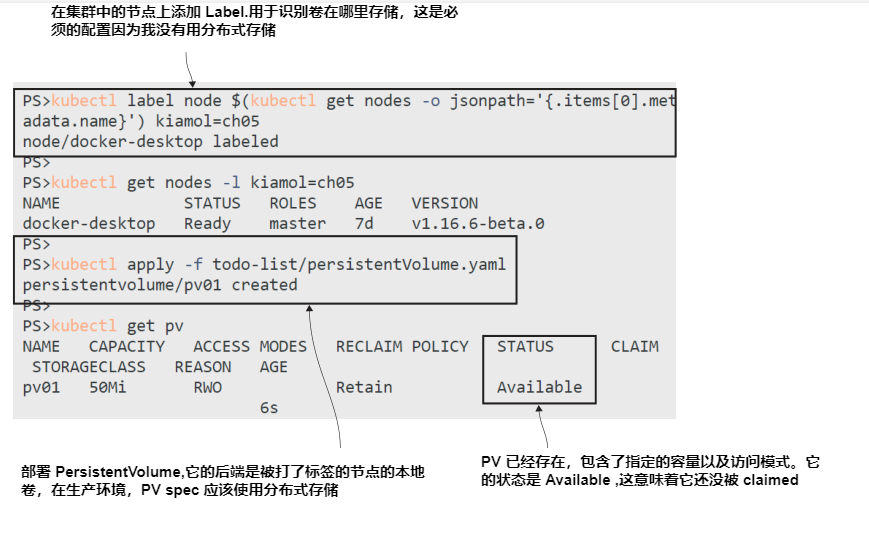 在集群中的节点上添加 Label.用于识别卷在哪里存储，这是必
须的配置因为我没有用分布式存储
PS>kubectl label node $(kubectl get nodes -o jsonpath='{.items[0].met
adata.name}') kiamol=ch05
node/docker-desktop labeled
PS>
PS>kubectl get nodes -l kiamol=ch05
NAME STATUS ROLES AGE VERSION
docker-desktop Ready master 7d v1.16.6-beta.0
PS>
PS>kubectl apply -f todo-list/persistentVolume.yaml
persistentvolume/pv01 created
PS>
PS>kubectl get pv
NAME CAPACITY ACCESS MODES RECLAIM POLICY STATUS CLAIM
STORAGECLASS REASON AGE
pv01 50Mi RWO Retain Available
6s
部署 PersistentVolume,它的后端是被打了标签的节点的本地
卷，在生产环境，PV spec 应该使用分布式存储
PV 已经存在，包含了指定的容量以及访问模式。它
的状态是 Available ,这意味着它还没被 claimed